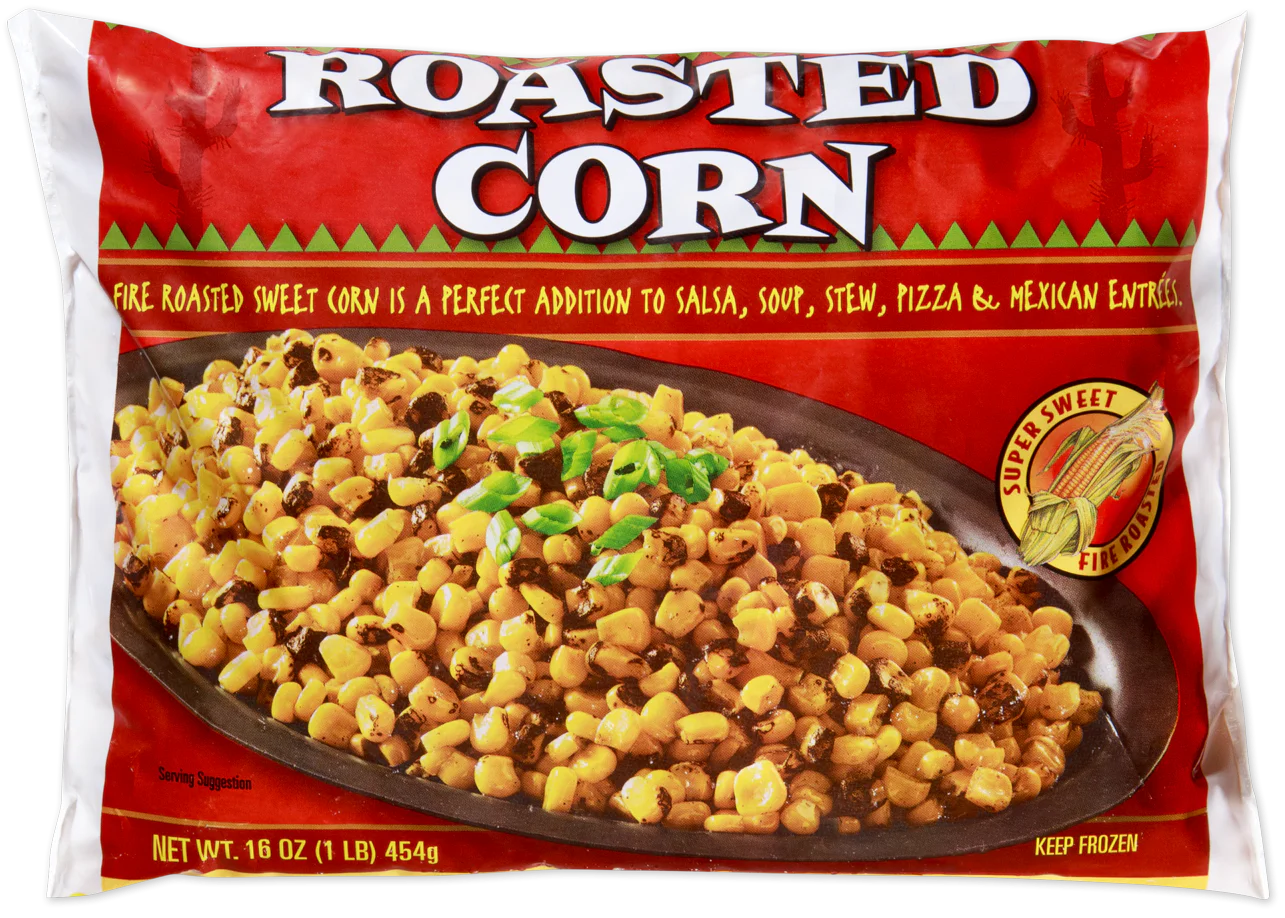 ROASTED
CORN
FIRE ROASTED SWEET CORN IS A PERFECT ADDITION TO SALSA, SOUP, STEW, PIZZA & MEXICAN ENTRÉES.
SUPER SWEET
FIRE ROASTED
Serving Suggestion
NET WT. 16 OZ (1 LB) 454g
KEEP FROZEN